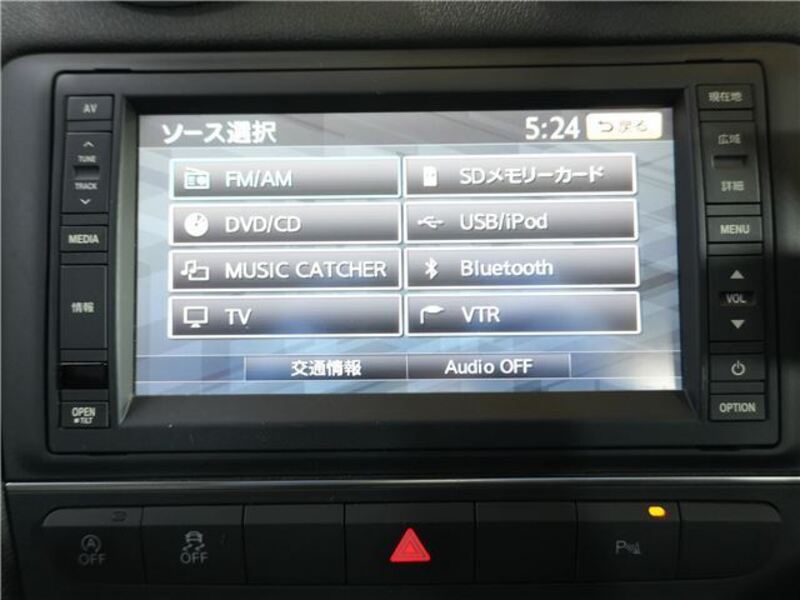 AV
TUNE
TRACK
MEDIA
情報
OPEN
TILT
ソース選択
5:24
戻る
FM/AM
SDメモリーカード
DVD/CD
USB/iPod
MUSIC CATCHER
Bluetooth
TV
VTR
交通情報
Audio OFF
現在地
広域
詳細
MENU
VOL
OPTION
OFF
OFF
P